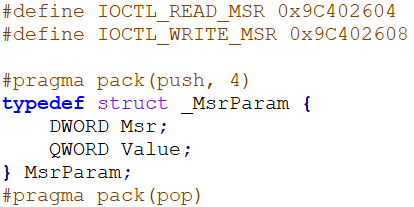 #define IOCTL_READ_MSR 0x9C402604
#define IOCTL_WRITE_MSR 0x9C402608

#pragma pack(push, 4)
typedef struct _MsrParam {
    DWORD Msr;
    QWORD Value;
} MsrParam;
#pragma pack(pop)